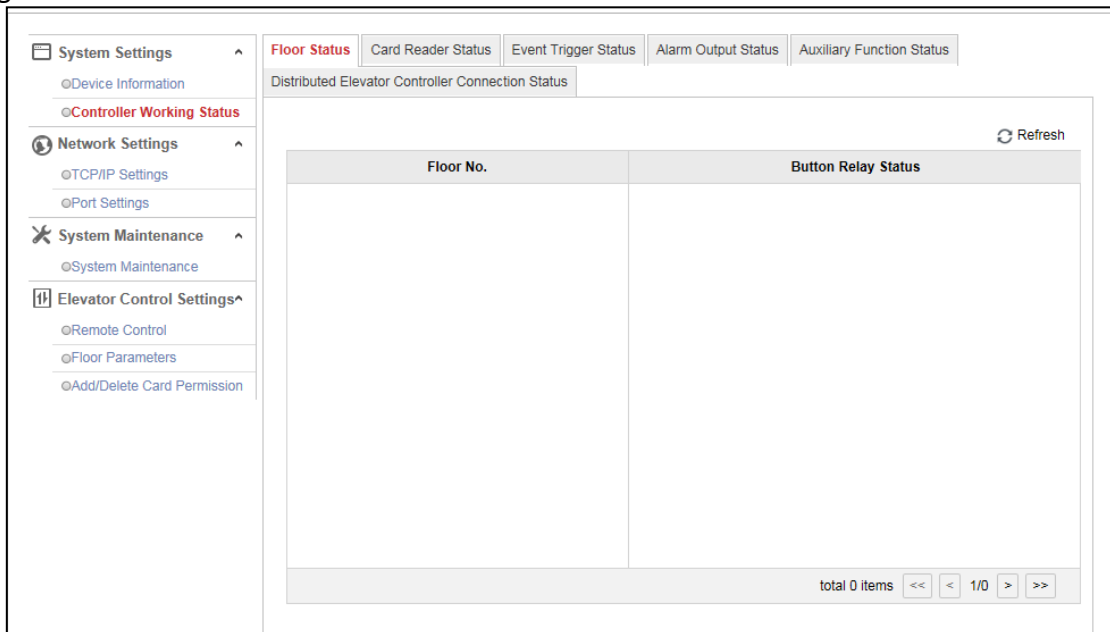 System Settings
Device Information
Controller Working Status
Network Settings
TCP/IP Settings
Port Settings
System Maintenance
System Maintenance
Elevator Control Settings
Remote Control
Floor Parameters
Add/Delete Card Permission
Floor Status Card Reader Status Event Trigger Status Alarm Output Status Auxiliary Function Status
Distributed Elevator Controller Connection Status
Refresh
Floor No. Button Relay Status
total 0 items << < 1/0 > >>